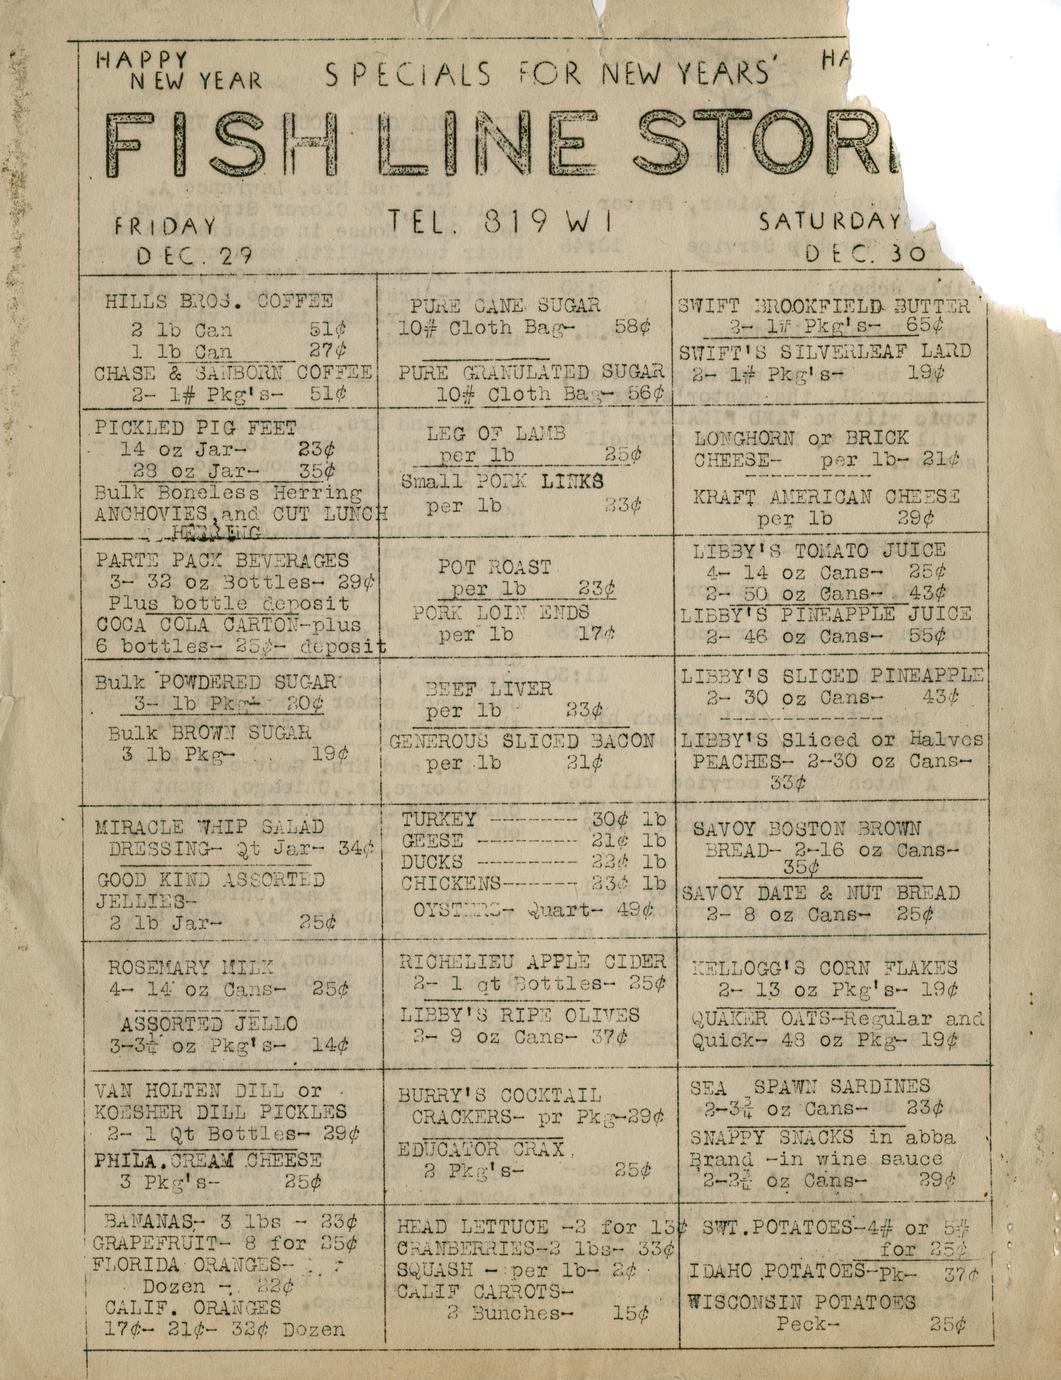 HAPPY
NEW YEAR
SPECIALS FOR NEW YEARS'
FISH LINE STOR
FRIDAY
DEC. 29
TEL. 819 W 1
SATURDAY
DEC. 30
HILLS BROS. COFFEE
2 lb Can 51¢
1 lb Can 27¢
CHASE & SANBORN COFFEE
2- 1# Pkg's- 51¢
PURE CANE SUGAR
10# Cloth Bag- 58¢
PURE GRANULATED SUGAR
10# Cloth Bag- 56¢
SWIFT BROOKFIELD BUTTER
2- 1# Pkg's- 65¢
SWIFT'S SILVERLEAF LARD
2- 1# Pkg's- 19¢
PICKLED PIG FEET
14 oz Jar- 23¢
28 oz Jar- 35¢
Bulk Boneless Herring
ANCHOVIES,and CUT LUNCH
HERRING
LEG OF LAMB
per lb 25¢
Small PORK LINKS
per lb 23¢
LONGHORN or BRICK
CHEESE- per lb- 21¢
KRAFT AMERICAN CHEESE
per lb 29¢
PARTE PACK BEVERAGES
3- 32 oz Bottles- 29¢
Plus bottle deposit
COCA COLA CARTON-plus
6 bottles- 25¢- deposit
POT ROAST
per lb 23¢
PORK LOIN ENDS
per lb 17¢
LIBBY'S TOMATO JUICE
4- 14 oz Cans- 25¢
2- 50 oz Cans- 43¢
LIBBY'S PINEAPPLE JUICE
2- 46 oz Cans- 55¢
Bulk POWDERED SUGAR
3- lb Pkg- 20¢
Bulk BROWN SUGAR
3 lb Pkg- 19¢
BEEF LIVER
per lb 23¢
GENEROUS SLICED BACON
per lb 21¢
LIBBY'S SLICED PINEAPPLE
2- 30 oz Cans- 43¢
LIBBY'S Sliced or Halves
PEACHES- 2-30 oz Cans-
33¢
MIRACLE WHIP SALAD
DRESSING- Qt Jar- 34¢
GOOD KIND ASSORTED
JELLIES-
2 lb Jar- 25¢
TURKEY --------- 30¢ lb
GEESE ---------- 21¢ lb
DUCKS ---------- 22¢ lb
CHICKENS------- 23¢ lb
OYSTERS- Quart- 49¢
SAVOY BOSTON BROWN
BREAD- 2-16 oz Cans-
35¢
SAVOY DATE & NUT BREAD
2- 8 oz Cans- 25¢
ROSEMARY MILK
4- 14 oz Cans- 25¢
ASSORTED JELLO
3-3¼ oz Pkg's- 14¢
RICHELIEU APPLE CIDER
2- 1 qt Bottles- 25¢
LIBBY'S RIPE OLIVES
2- 9 oz Cans- 37¢
KELLOGG'S CORN FLAKES
2- 13 oz Pkg's- 19¢
QUAKER OATS-Regular and
Quick- 48 oz Pkg- 19¢
VAN HOLTEN DILL or
KOESHER DILL PICKLES
2- 1 Qt Bottles- 29¢
PHILA.CREAM CHEESE
3 Pkg's- 25¢
BURRY'S COCKTAIL
CRACKERS- pr Pkg-29¢
EDUCATOR CRAX
2 Pkg's- 25¢
SEA SPAWN SARDINES
oz Cans- 23¢
SNAPPY SNACKS in abba
Brand -in wine sauce
oz Cans- 29¢
BANANAS- 3 lbs - 23¢
GRAPEFRUIT- 8 for 25¢
FLORIDA ORANGES-
Dozen - 22¢
CALIF. ORANGES
17¢- 21¢- 32¢ Dozen
HEAD LETTUCE -2 for 13¢
CRANBERRIES-2 lbs- 33¢
SQUASH - per lb- 2¢
CALIF CARROTS-
2 Bunches- 15¢
SWT.POTATOES-4# or 5#
for 25¢
IDAHO POTATOES-Pk- 37¢
WISCONSIN POTATOES
Peck- 25¢